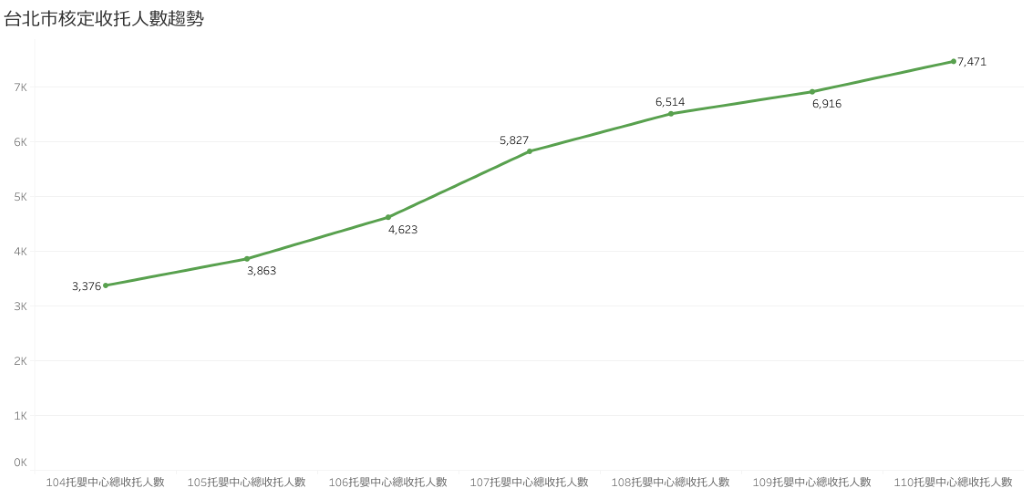 台北市核定收托人數趨勢
7K
6K
5K
4K
3K
2K
1K
0K
3,376
3,863
4,623
5,827
6,514
6,916
7,471
104托嬰中心總收托人數
105托嬰中心總收托人數
106托嬰中心總收托人數
107托嬰中心總收托人數
108托嬰中心總收托人數
109托嬰中心總收托人數
110托嬰中心總收托人數